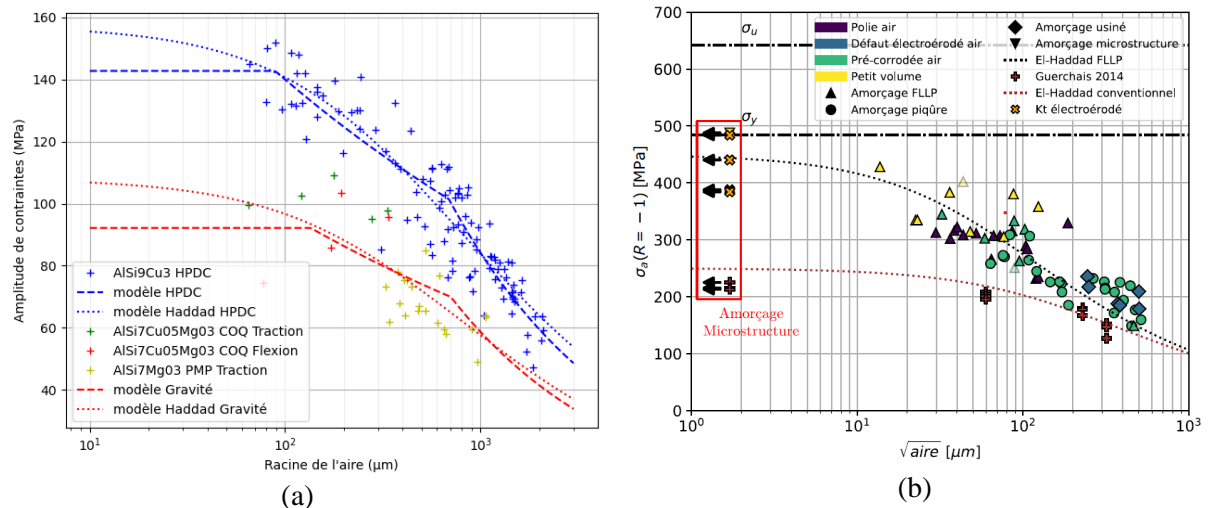 Amplitude de contraintes (MPa)
160
140
120
100
80
60
40
AlSi9Cu3 HPDC
modèle HPDC
modèle Haddad HPDC
AlSi7Cu05Mg03 COQ Traction
AlSi7Cu05Mg03 COQ Flexion
AlSi7Mg03 PMP Traction
modèle Gravité
modèle Haddad Gravité
10¹
10²
10³
Racine de l'aire (µm)
(a)
σₐ(R = −1) [MPa]
700
600
500
400
300
200
100
0
σᵤ
σᵧ
Polie air
Défaut électroérodé air
Pré-corrodée air
Petit volume
Amorçage FLLP
Amorçage piqûre
Amorçage usiné
Amorçage microstructure
El-Haddad FLLP
Guerchais 2014
El-Haddad conventionnel
Kt électroérodé
Amorçage
Microstructure
10⁰
10¹
10²
10³
√aire [µm]
(b)